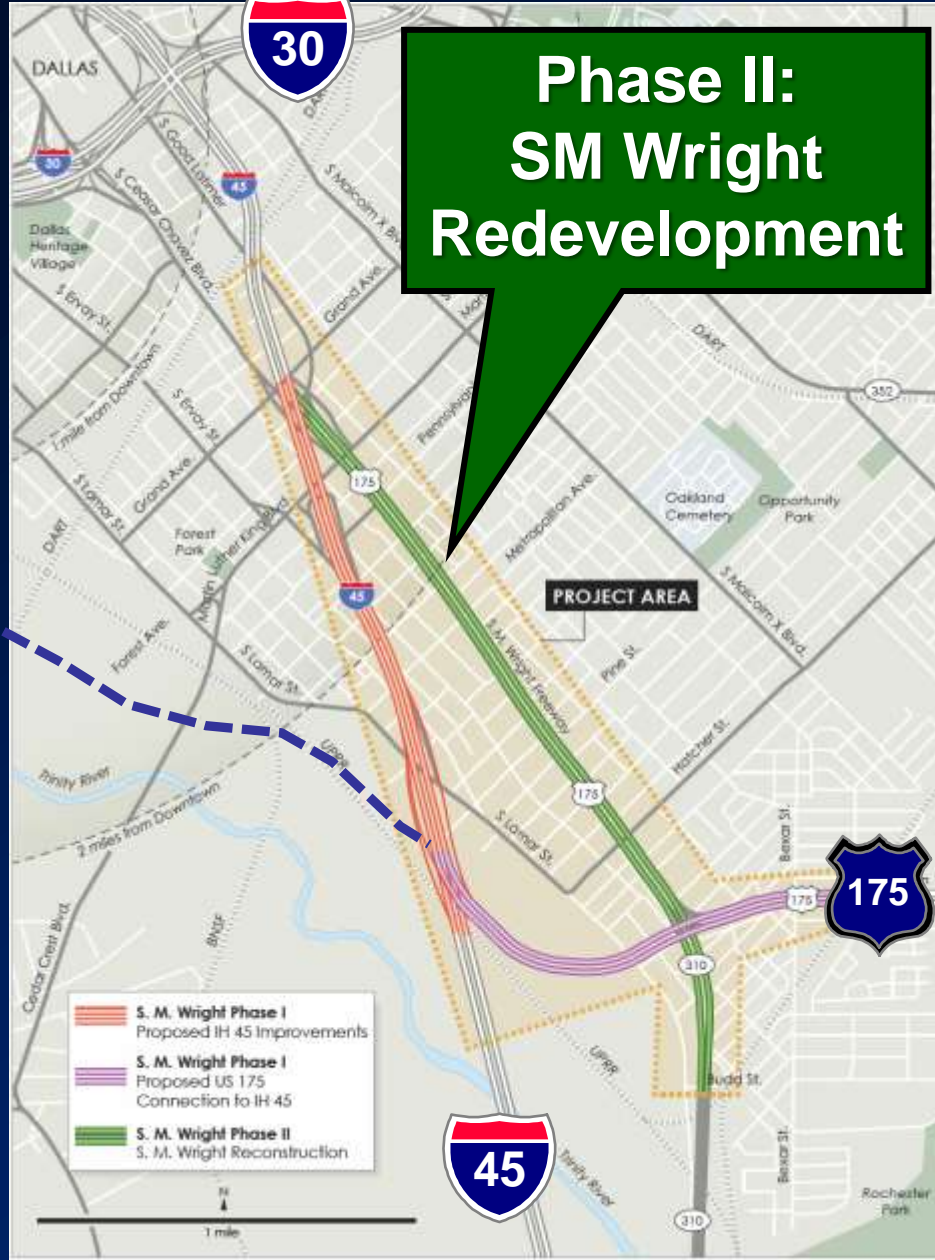 30
Phase II:
SM Wright
Redevelopment
DALLAS
DART
S Good Latimer
30
45
S Malcolm X Blvd.
S Ceasar Chavez Blvd.
Dallas
Heritage
Village
S Ervay St.
Grand Ave.
1 mile from Downtown
DART
352
S Ervay St.
Pennsylvania
175
Grand Ave.
S Lamar St.
Metropolitan Ave.
Oakland
Cemetery
Opportunity
Park
DART
Forest
Park
Martin Luther King Blvd
45
PROJECT AREA
S Malcolm X Blvd.
Forest Ave.
S.M. Wright Freeway
Pine St.
S Lamar St.
Hatcher St.
UPRR
Trinity River
175
2 miles from Downtown
S Lamar St.
Bexar St.
175
175
Cedar Crest Blvd.
BNSF
310
S. M. Wright Phase I
Proposed IH 45 Improvements
S. M. Wright Phase I
Proposed US 175
Connection to IH 45
S. M. Wright Phase II
S. M. Wright Reconstruction
UPRR
Budd St.
45
Trinity River
Bexar St.
Rochester
Park
N
1 mile
310